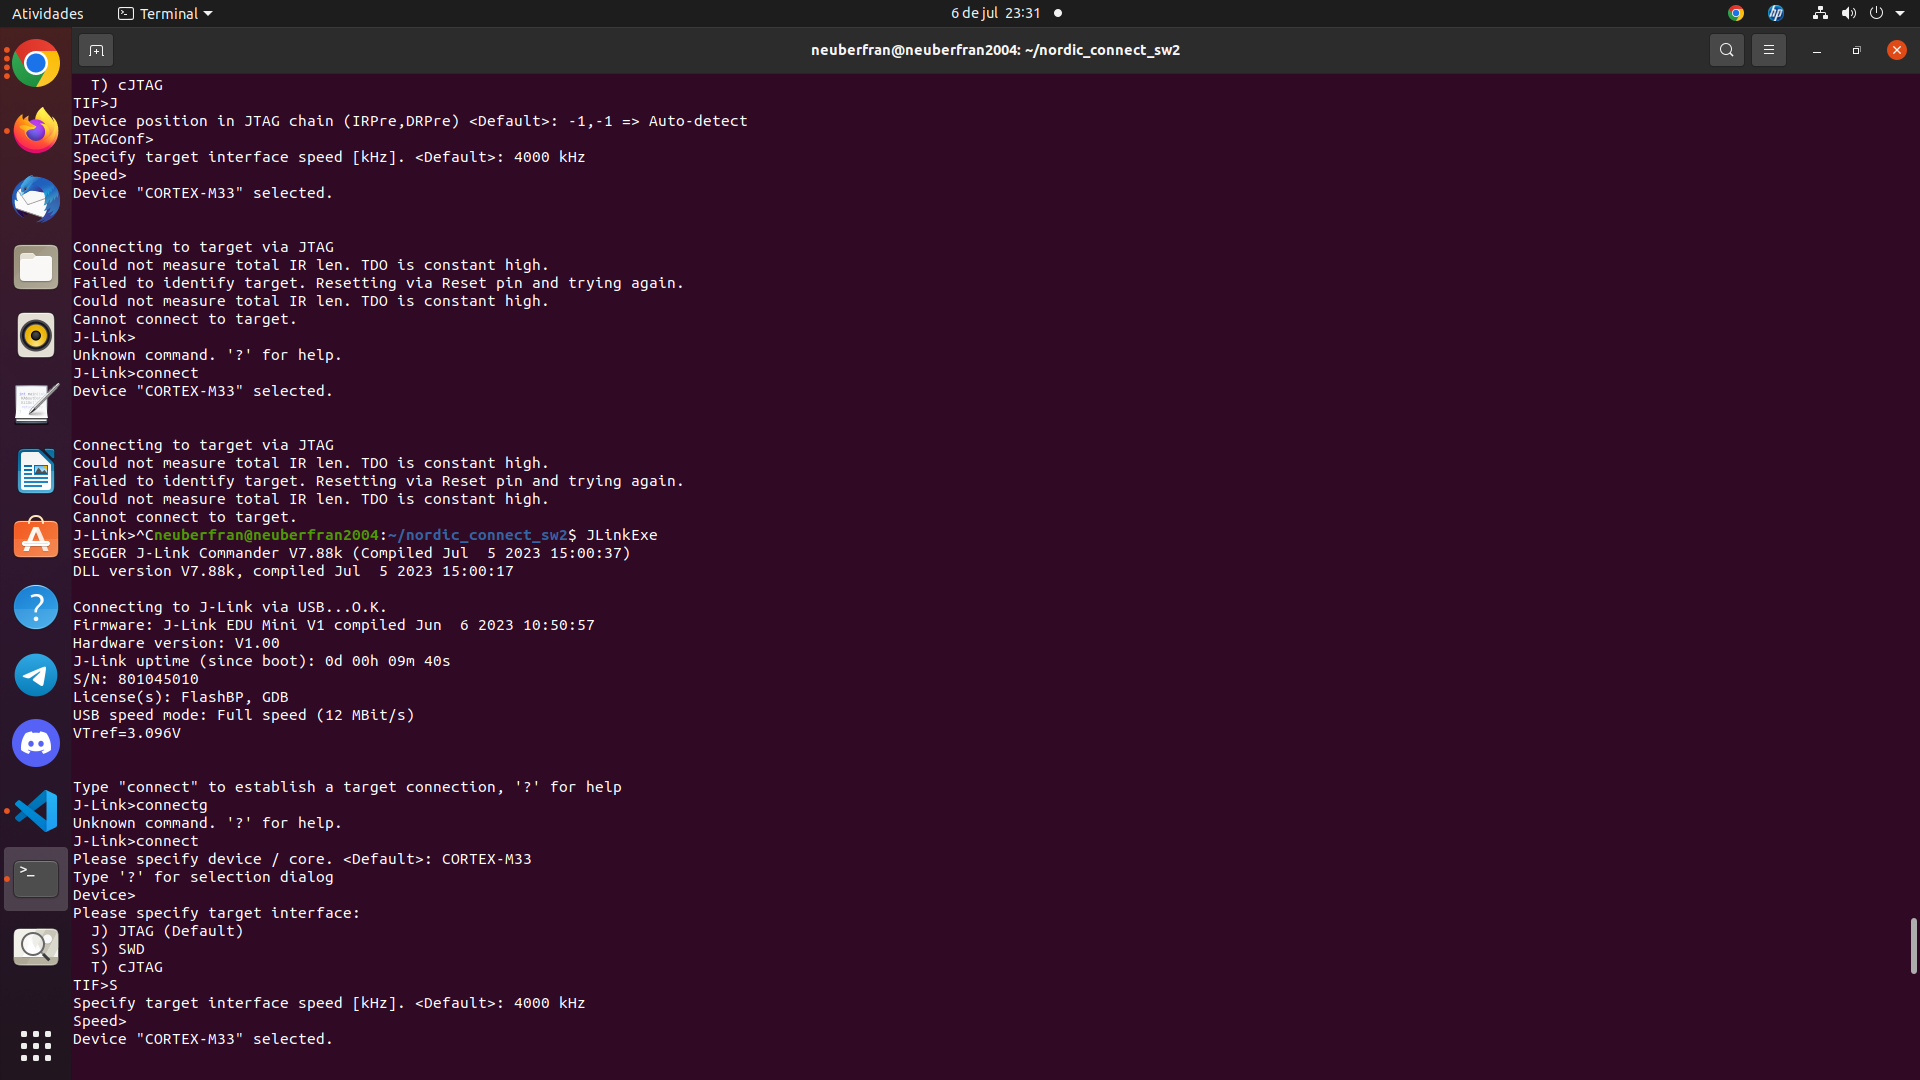 Atividades
Terminal
6 de jul 23:31
neuberfran@neuberfran2004: ~/nordic_connect_sw2
T) cJTAG
TIF>J
Device position in JTAG chain (IRPre,DRPre) <Default>: -1,-1 => Auto-detect
JTAGConf>
Specify target interface speed [kHz]. <Default>: 4000 kHz
Speed>
Device "CORTEX-M33" selected.
Connecting to target via JTAG
Could not measure total IR len. TDO is constant high.
Failed to identify target. Resetting via Reset pin and trying again.
Could not measure total IR len. TDO is constant high.
Cannot connect to target.
J-Link>
Unknown command. '?' for help.
J-Link>connect
Device "CORTEX-M33" selected.
Connecting to target via JTAG
Could not measure total IR len. TDO is constant high.
Failed to identify target. Resetting via Reset pin and trying again.
Could not measure total IR len. TDO is constant high.
Cannot connect to target.
J-Link>^Cneuberfran@neuberfran2004:~/nordic_connect_sw2$ JLinkExe
SEGGER J-Link Commander V7.88k (Compiled Jul  5 2023 15:00:37)
DLL version V7.88k, compiled Jul  5 2023 15:00:17
Connecting to J-Link via USB...O.K.
Firmware: J-Link EDU Mini V1 compiled Jun  6 2023 10:50:57
Hardware version: V1.00
J-Link uptime (since boot): 0d 00h 09m 40s
S/N: 801045010
License(s): FlashBP, GDB
USB speed mode: Full speed (12 MBit/s)
VTref=3.096V
Type "connect" to establish a target connection, '?' for help
J-Link>connectg
Unknown command. '?' for help.
J-Link>connect
Please specify device / core. <Default>: CORTEX-M33
Type '?' for selection dialog
Device>
Please specify target interface:
J) JTAG (Default)
S) SWD
T) cJTAG
TIF>S
Specify target interface speed [kHz]. <Default>: 4000 kHz
Speed>
Device "CORTEX-M33" selected.